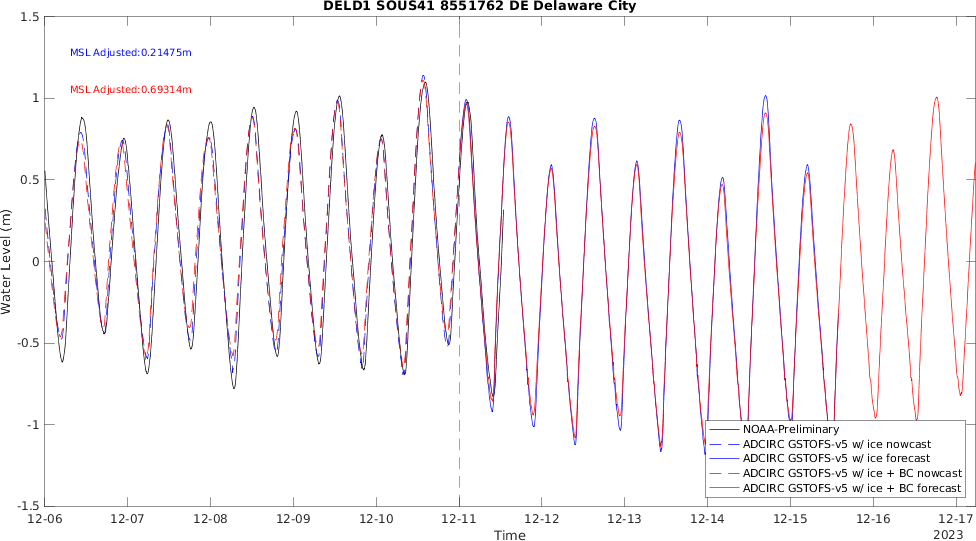 DELD1 SOUS41 8551762 DE Delaware City
1.5
MSL Adjusted:0.21475m
MSL Adjusted:0.69314m
1
0.5
0
-0.5
-1
-1.5
Water Level (m)
NOAA-Preliminary
ADCIRC GSTOFS-v5 w/ ice nowcast
ADCIRC GSTOFS-v5 w/ ice forecast
ADCIRC GSTOFS-v5 w/ ice + BC nowcast
ADCIRC GSTOFS-v5 w/ ice + BC forecast
12-06 12-07 12-08 12-09 12-10 12-11 12-12 12-13 12-14 12-15 12-16 12-17
Time
2023